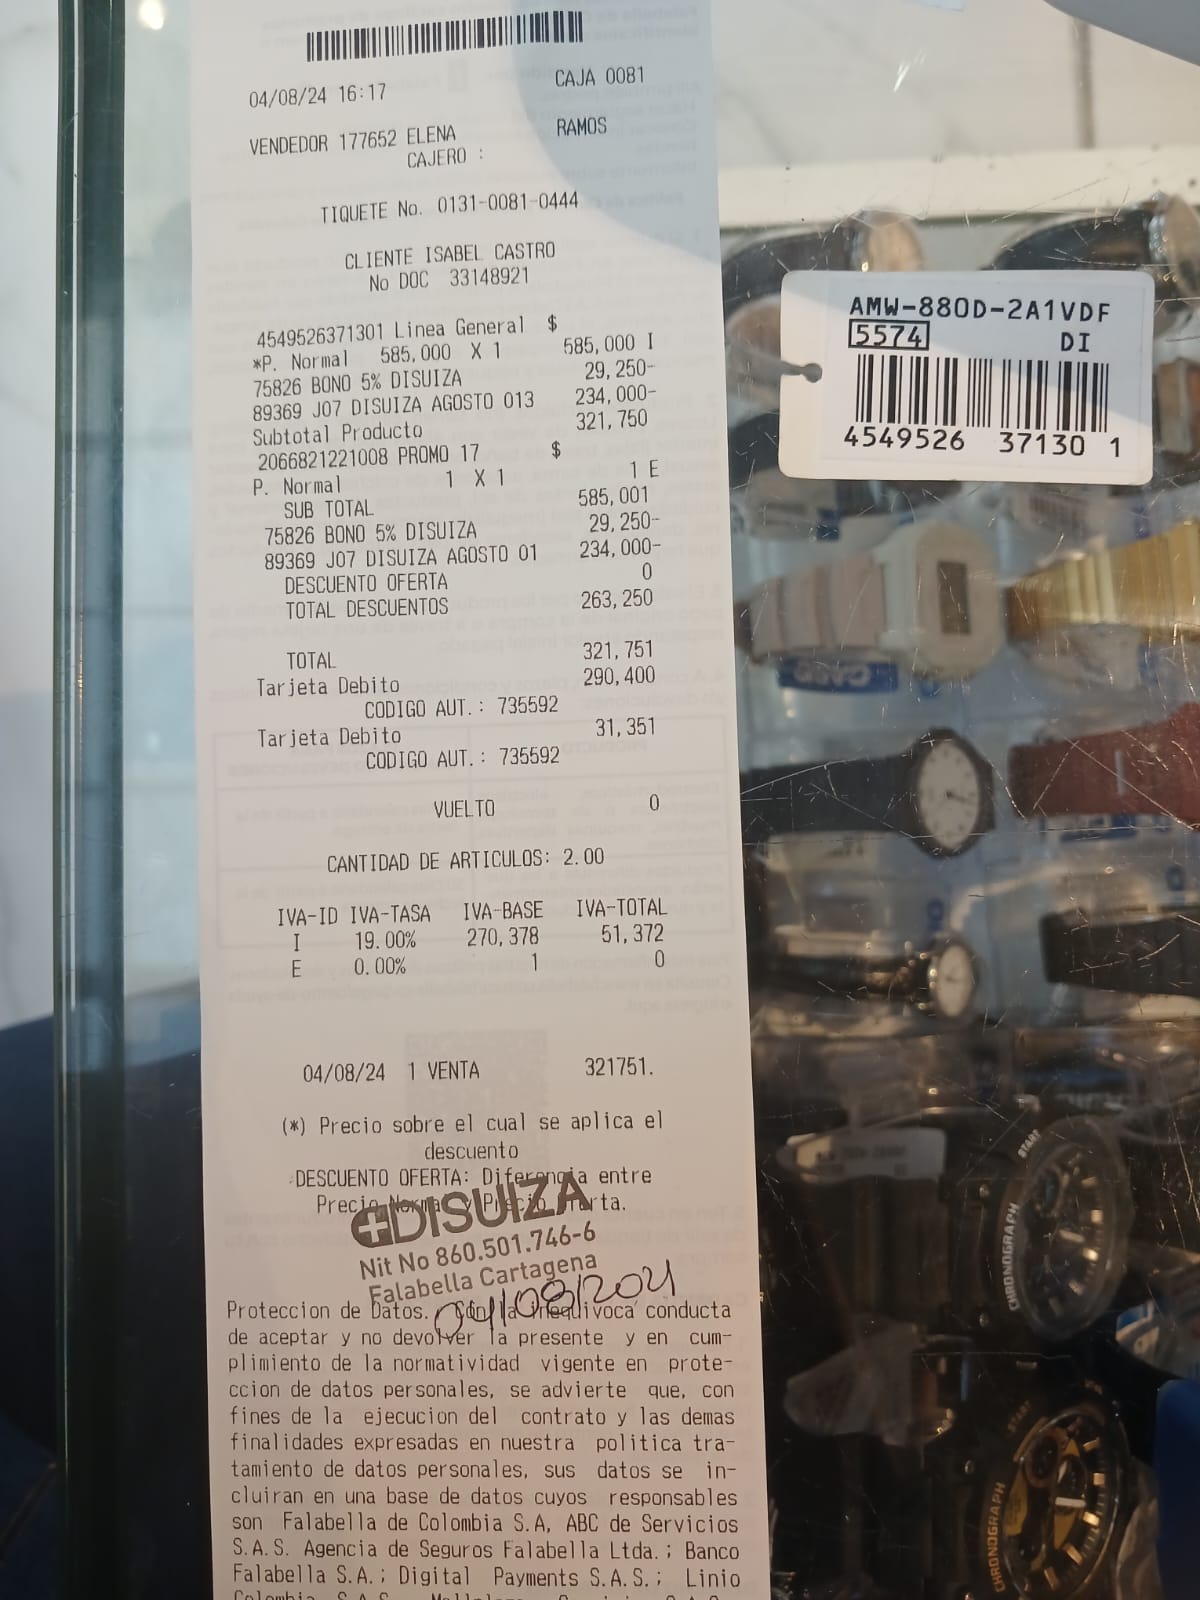 04/08/24 16:17 CAJA 0081
VENDEDOR 177652 ELENA RAMOS
CAJERO :
TIQUETE No. 0131-0081-0444
CLIENTE ISABEL CASTRO
No DOC 33148921
4549526371301 Linea General $
*P. Normal 585,000 X 1 585,000 I
75826 BONO 5% DISUIZA 29,250-
89369 J07 DISUIZA AGOSTO 013 234,000-
Subtotal Producto 321,750
2066821221008 PROMO 17 $
P. Normal 1 X 1 1 E
SUB TOTAL 585,001
75826 BONO 5% DISUIZA 29,250-
89369 J07 DISUIZA AGOSTO 01 234,000-
DESCUENTO OFERTA 0
TOTAL DESCUENTOS 263,250
TOTAL 321,751
Tarjeta Debito 290,400
CODIGO AUT.: 735592
Tarjeta Debito 31,351
CODIGO AUT.: 735592
VUELTO 0
CANTIDAD DE ARTICULOS: 2.00
IVA-ID IVA-TASA IVA-BASE IVA-TOTAL
I 19.00% 270,378 51,372
E 0.00% 1 0
04/08/24 1 VENTA 321751.
(*) Precio sobre el cual se aplica el
descuento
DESCUENTO OFERTA: Diferencia entre
Precio Normal y Precio Oferta.
DISUIZA
Nit No 860.501.746-6
Falabella Cartagena
04/08/2024
Proteccion de Datos. Con la inequivoca conducta
de aceptar y no devolver la presente y en cum-
plimiento de la normatividad vigente en prote-
ccion de datos personales, se advierte que, con
fines de la ejecucion del contrato y las demas
finalidades expresadas en nuestra politica tra-
tamiento de datos personales, sus datos se in-
cluiran en una base de datos cuyos responsables
son Falabella de Colombia S.A, ABC de Servicios
S.A.S. Agencia de Seguros Falabella Ltda.; Banco
Falabella S.A.; Digital Payments S.A.S.; Linio
AMW-880D-2A1VDF
5574 DI
4549526 37130 1
CASIO
START
CHRONOGRAPH
START
CHRONOGRAPH